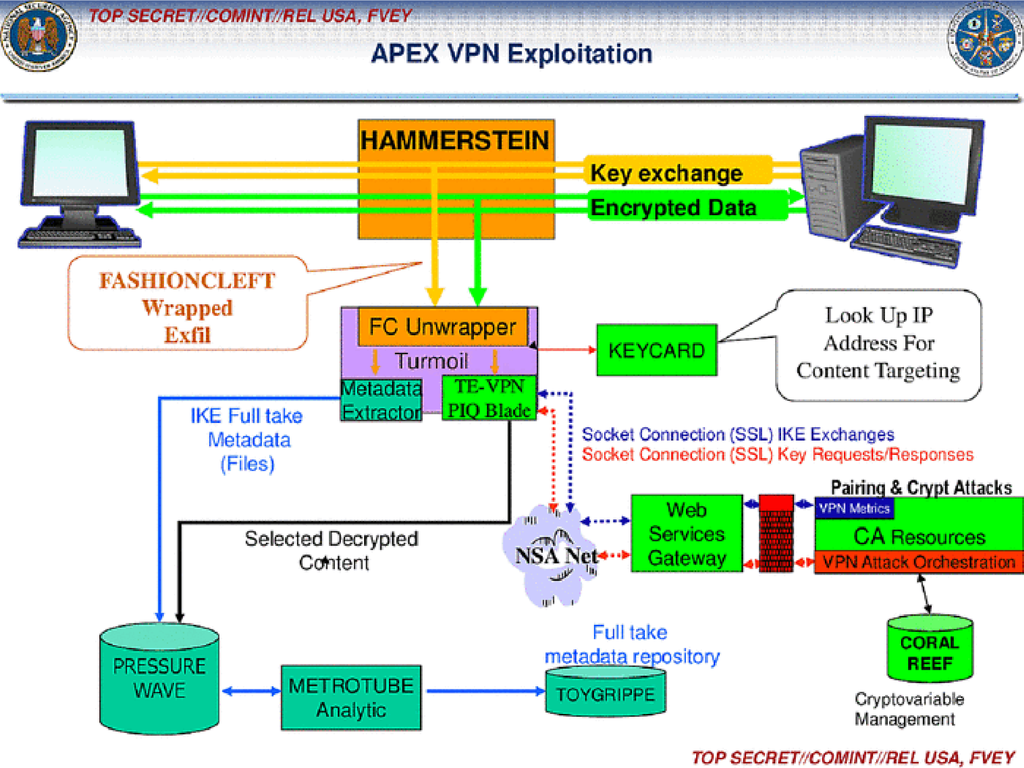 TOP SECRET//COMINT//REL USA, FVEY
APEX VPN Exploitation
HAMMERSTEIN
Key exchange
Encrypted Data
FASHIONCLEFT
Wrapped
Exfil
FC Unwrapper
Turmoil
Metadata
Extractor
TE-VPN
PIQ Blade
KEYCARD
Look Up IP
Address For
Content Targeting
IKE Full take
Metadata
(Files)
Socket Connection (SSL) IKE Exchanges
Socket Connection (SSL) Key Requests/Responses
Selected Decrypted
Content
NSA Net
Web
Services
Gateway
Pairing & Crypt Attacks
VPN Metrics
CA Resources
VPN Attack Orchestration
CORAL
REEF
Cryptovariable
Management
PRESSURE
WAVE
METROTUBE
Analytic
Full take
metadata repository
TOYGRIPPE
TOP SECRET//COMINT//REL USA, FVEY